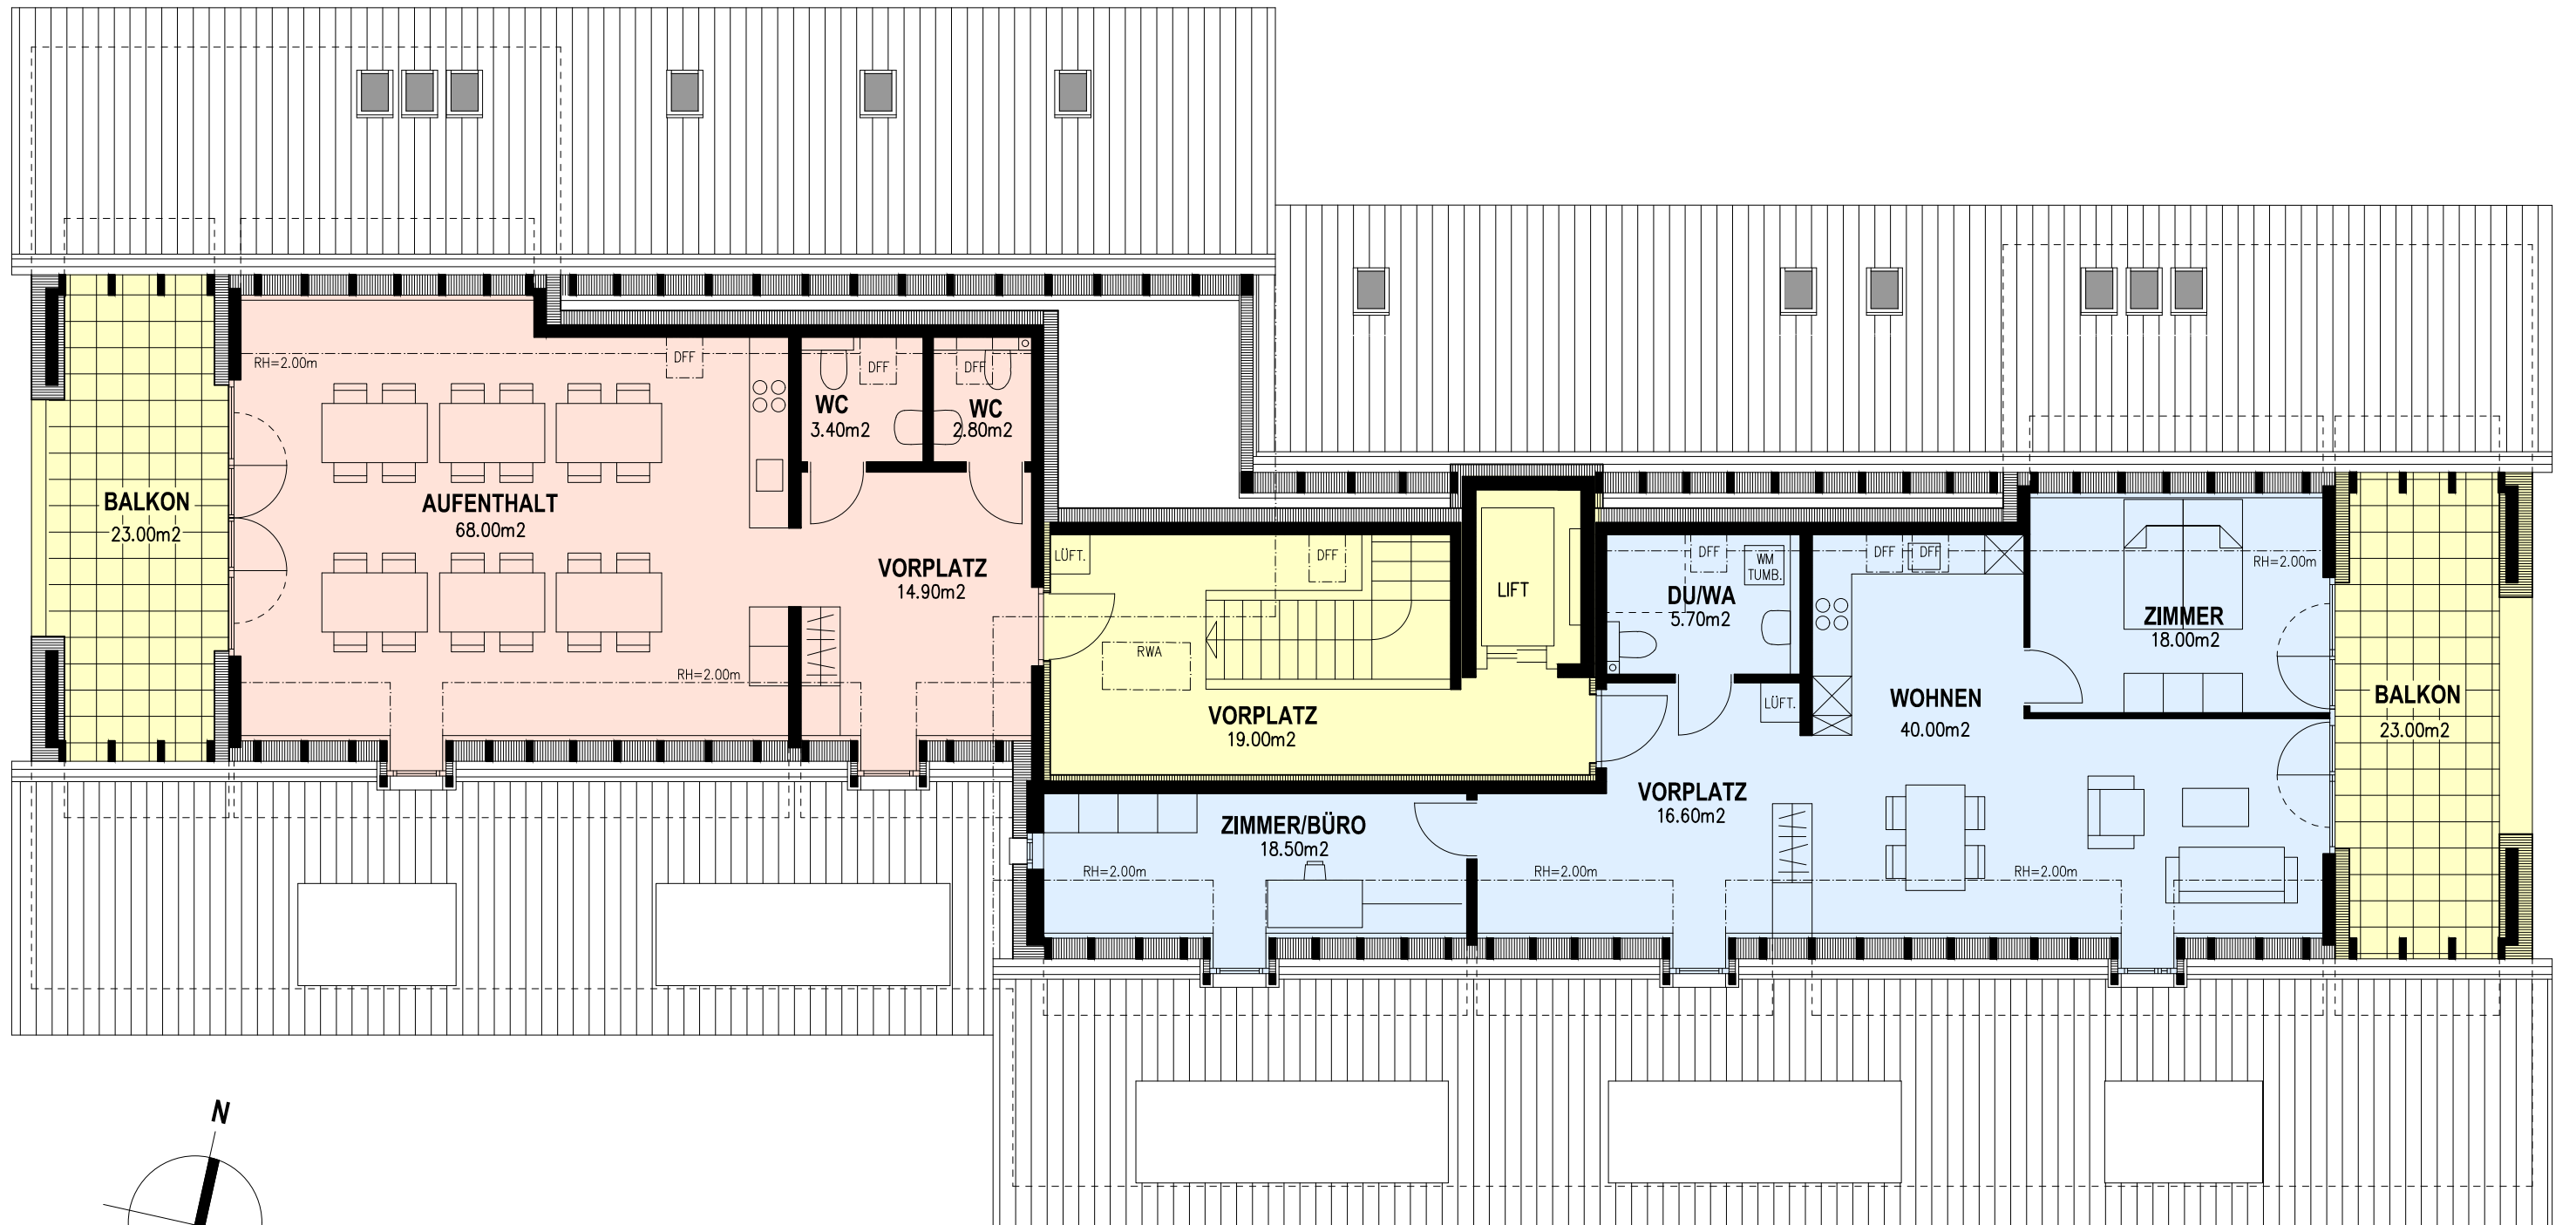 RH=2.00m
DFF
DFF
DFF
WC
3.40m2
WC
2.80m2
BALKON
23.00m2
AUFENTHALT
68.00m2
VORPLATZ
14.90m2
RH=2.00m
LÜFT.
DFF
RWA
VORPLATZ
19.00m2
LIFT
DFF
WM
TUMB.
DU/WA
5.70m2
LÜFT.
DFF
DFF
RH=2.00m
ZIMMER
18.00m2
WOHNEN
40.00m2
BALKON
23.00m2
VORPLATZ
16.60m2
ZIMMER/BÜRO
18.50m2
RH=2.00m
RH=2.00m
RH=2.00m
N